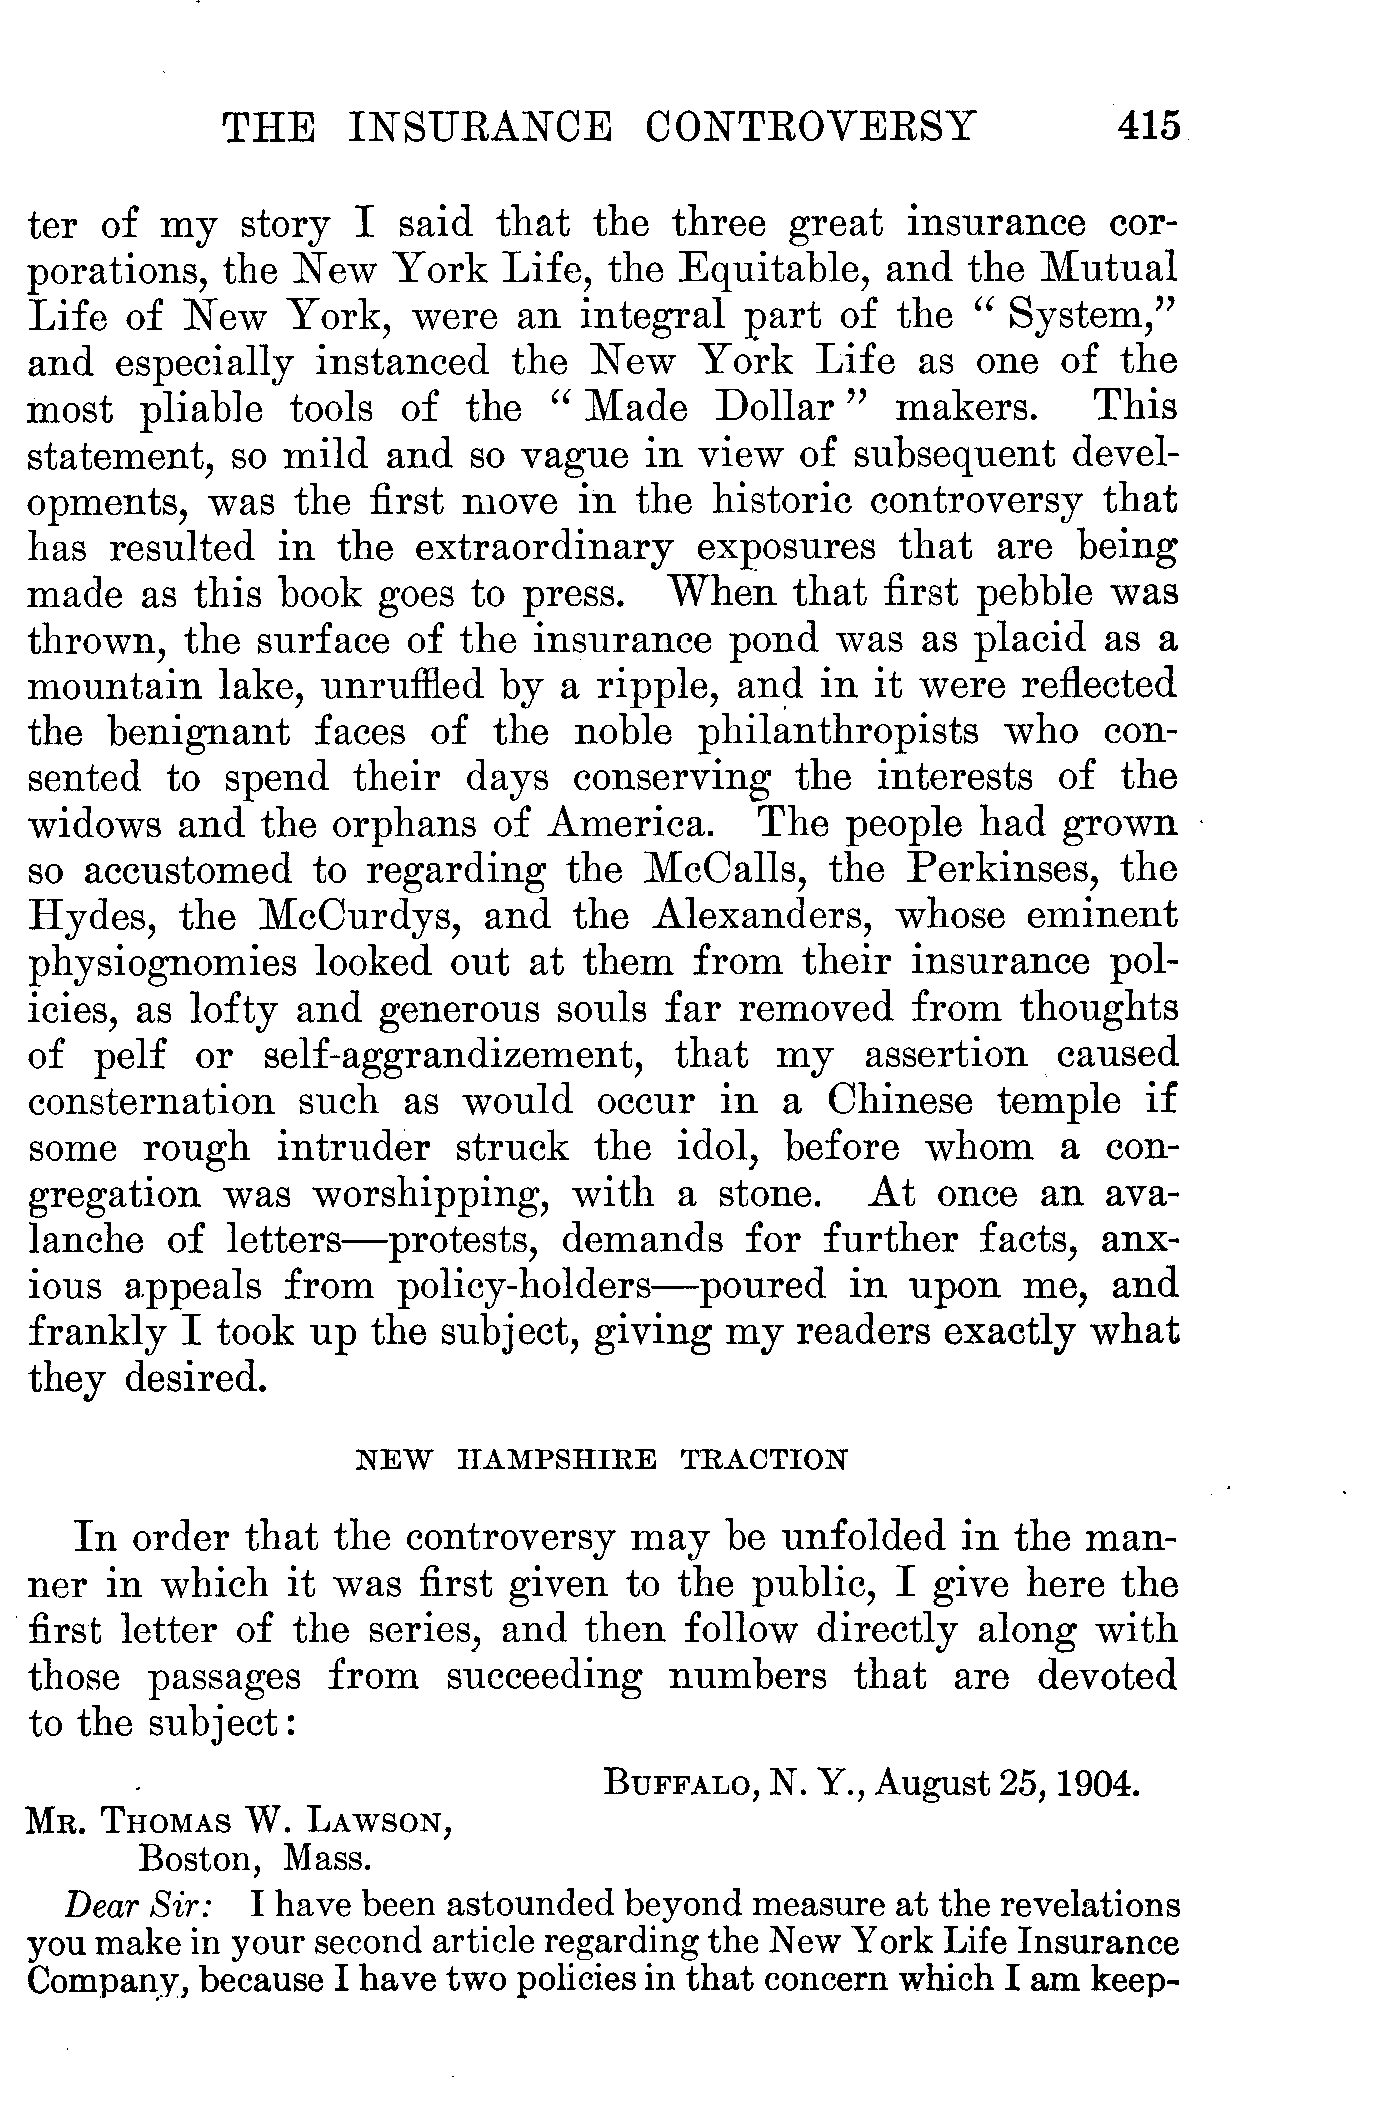 THE INSURANCE CONTROVERSY 415
ter of my story I said that the three great insurance cor-
porations, the New York Life, the Equitable, and the Mutual
Life of New York, were an integral part of the “ System,”
and especially instanced the New York Life as one of the
most pliable tools of the “ Made Dollar ” makers. This
statement, so mild and so vague in view of subsequent devel-
opments, was the first move in the historic controversy that
has resulted in the extraordinary exposures that are being
made as this book goes to press. When that first pebble was
thrown, the surface of the insurance pond was as placid as a
mountain lake, unruffled by a ripple, and in it were reflected
the benignant faces of the noble philanthropists who con-
sented to spend their days conserving the interests of the
widows and the orphans of America. The people had grown
so accustomed to regarding the McCalls, the Perkinses, the
Hydes, the McCurdys, and the Alexanders, whose eminent
physiognomies looked out at them from their insurance pol-
icies, as lofty and generous souls far removed from thoughts
of pelf or self-aggrandizement, that my assertion caused
consternation such as would occur in a Chinese temple if
some rough intruder struck the idol, before whom a con-
gregation was worshipping, with a stone. At once an ava-
lanche of letters—protests, demands for further facts, anx-
ious appeals from policy-holders—poured in upon me, and
frankly I took up the subject, giving my readers exactly what
they desired.
NEW HAMPSHIRE TRACTION
In order that the controversy may be unfolded in the man-
ner in which it was first given to the public, I give here the
first letter of the series, and then follow directly along with
those passages from succeeding numbers that are devoted
to the subject:
BUFFALO, N. Y., August 25, 1904.
MR. THOMAS W. LAWSON,
Boston, Mass.
Dear Sir: I have been astounded beyond measure at the revelations
you make in your second article regarding the New York Life Insurance
Company, because I have two policies in that concern which I am keep-